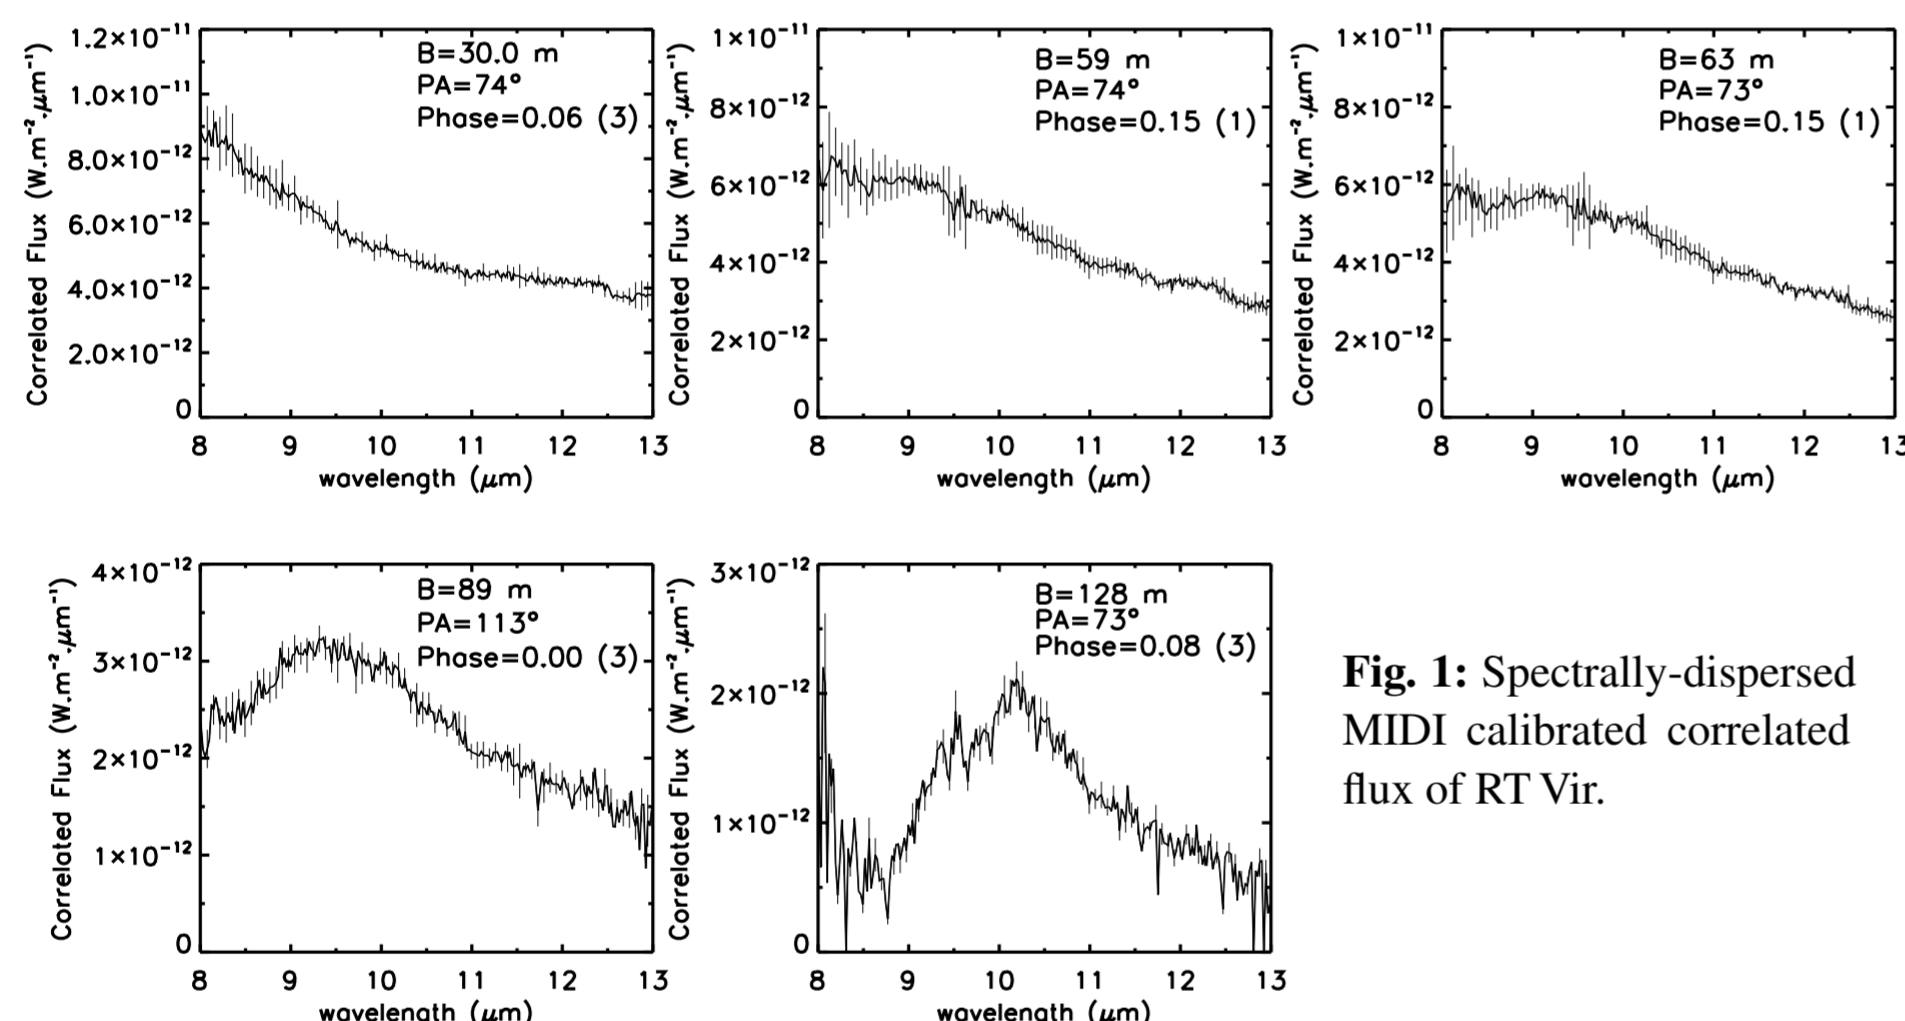 Correlated Flux (W.m⁻².μm⁻¹)
1.2×10⁻¹¹
1.0×10⁻¹¹
8.0×10⁻¹²
6.0×10⁻¹²
4.0×10⁻¹²
2.0×10⁻¹²
0
B=30.0 m
PA=74°
Phase=0.06 (3)
8 9 10 11 12 13
wavelength (μm)
Correlated Flux (W.m⁻².μm⁻¹)
1×10⁻¹¹
8×10⁻¹²
6×10⁻¹²
4×10⁻¹²
2×10⁻¹²
0
B=59 m
PA=74°
Phase=0.15 (1)
8 9 10 11 12 13
wavelength (μm)
Correlated Flux (W.m⁻².μm⁻¹)
1×10⁻¹¹
8×10⁻¹²
6×10⁻¹²
4×10⁻¹²
2×10⁻¹²
0
B=63 m
PA=73°
Phase=0.15 (1)
8 9 10 11 12 13
wavelength (μm)
Correlated Flux (W.m⁻².μm⁻¹)
4×10⁻¹²
3×10⁻¹²
2×10⁻¹²
1×10⁻¹²
0
B=89 m
PA=113°
Phase=0.00 (3)
8 9 10 11 12 13
wavelength (μm)
Correlated Flux (W.m⁻².μm⁻¹)
3×10⁻¹²
2×10⁻¹²
1×10⁻¹²
0
B=128 m
PA=73°
Phase=0.08 (3)
8 9 10 11 12 13
wavelength (μm)
Fig. 1: Spectrally-dispersed
MIDI calibrated correlated
flux of RT Vir.